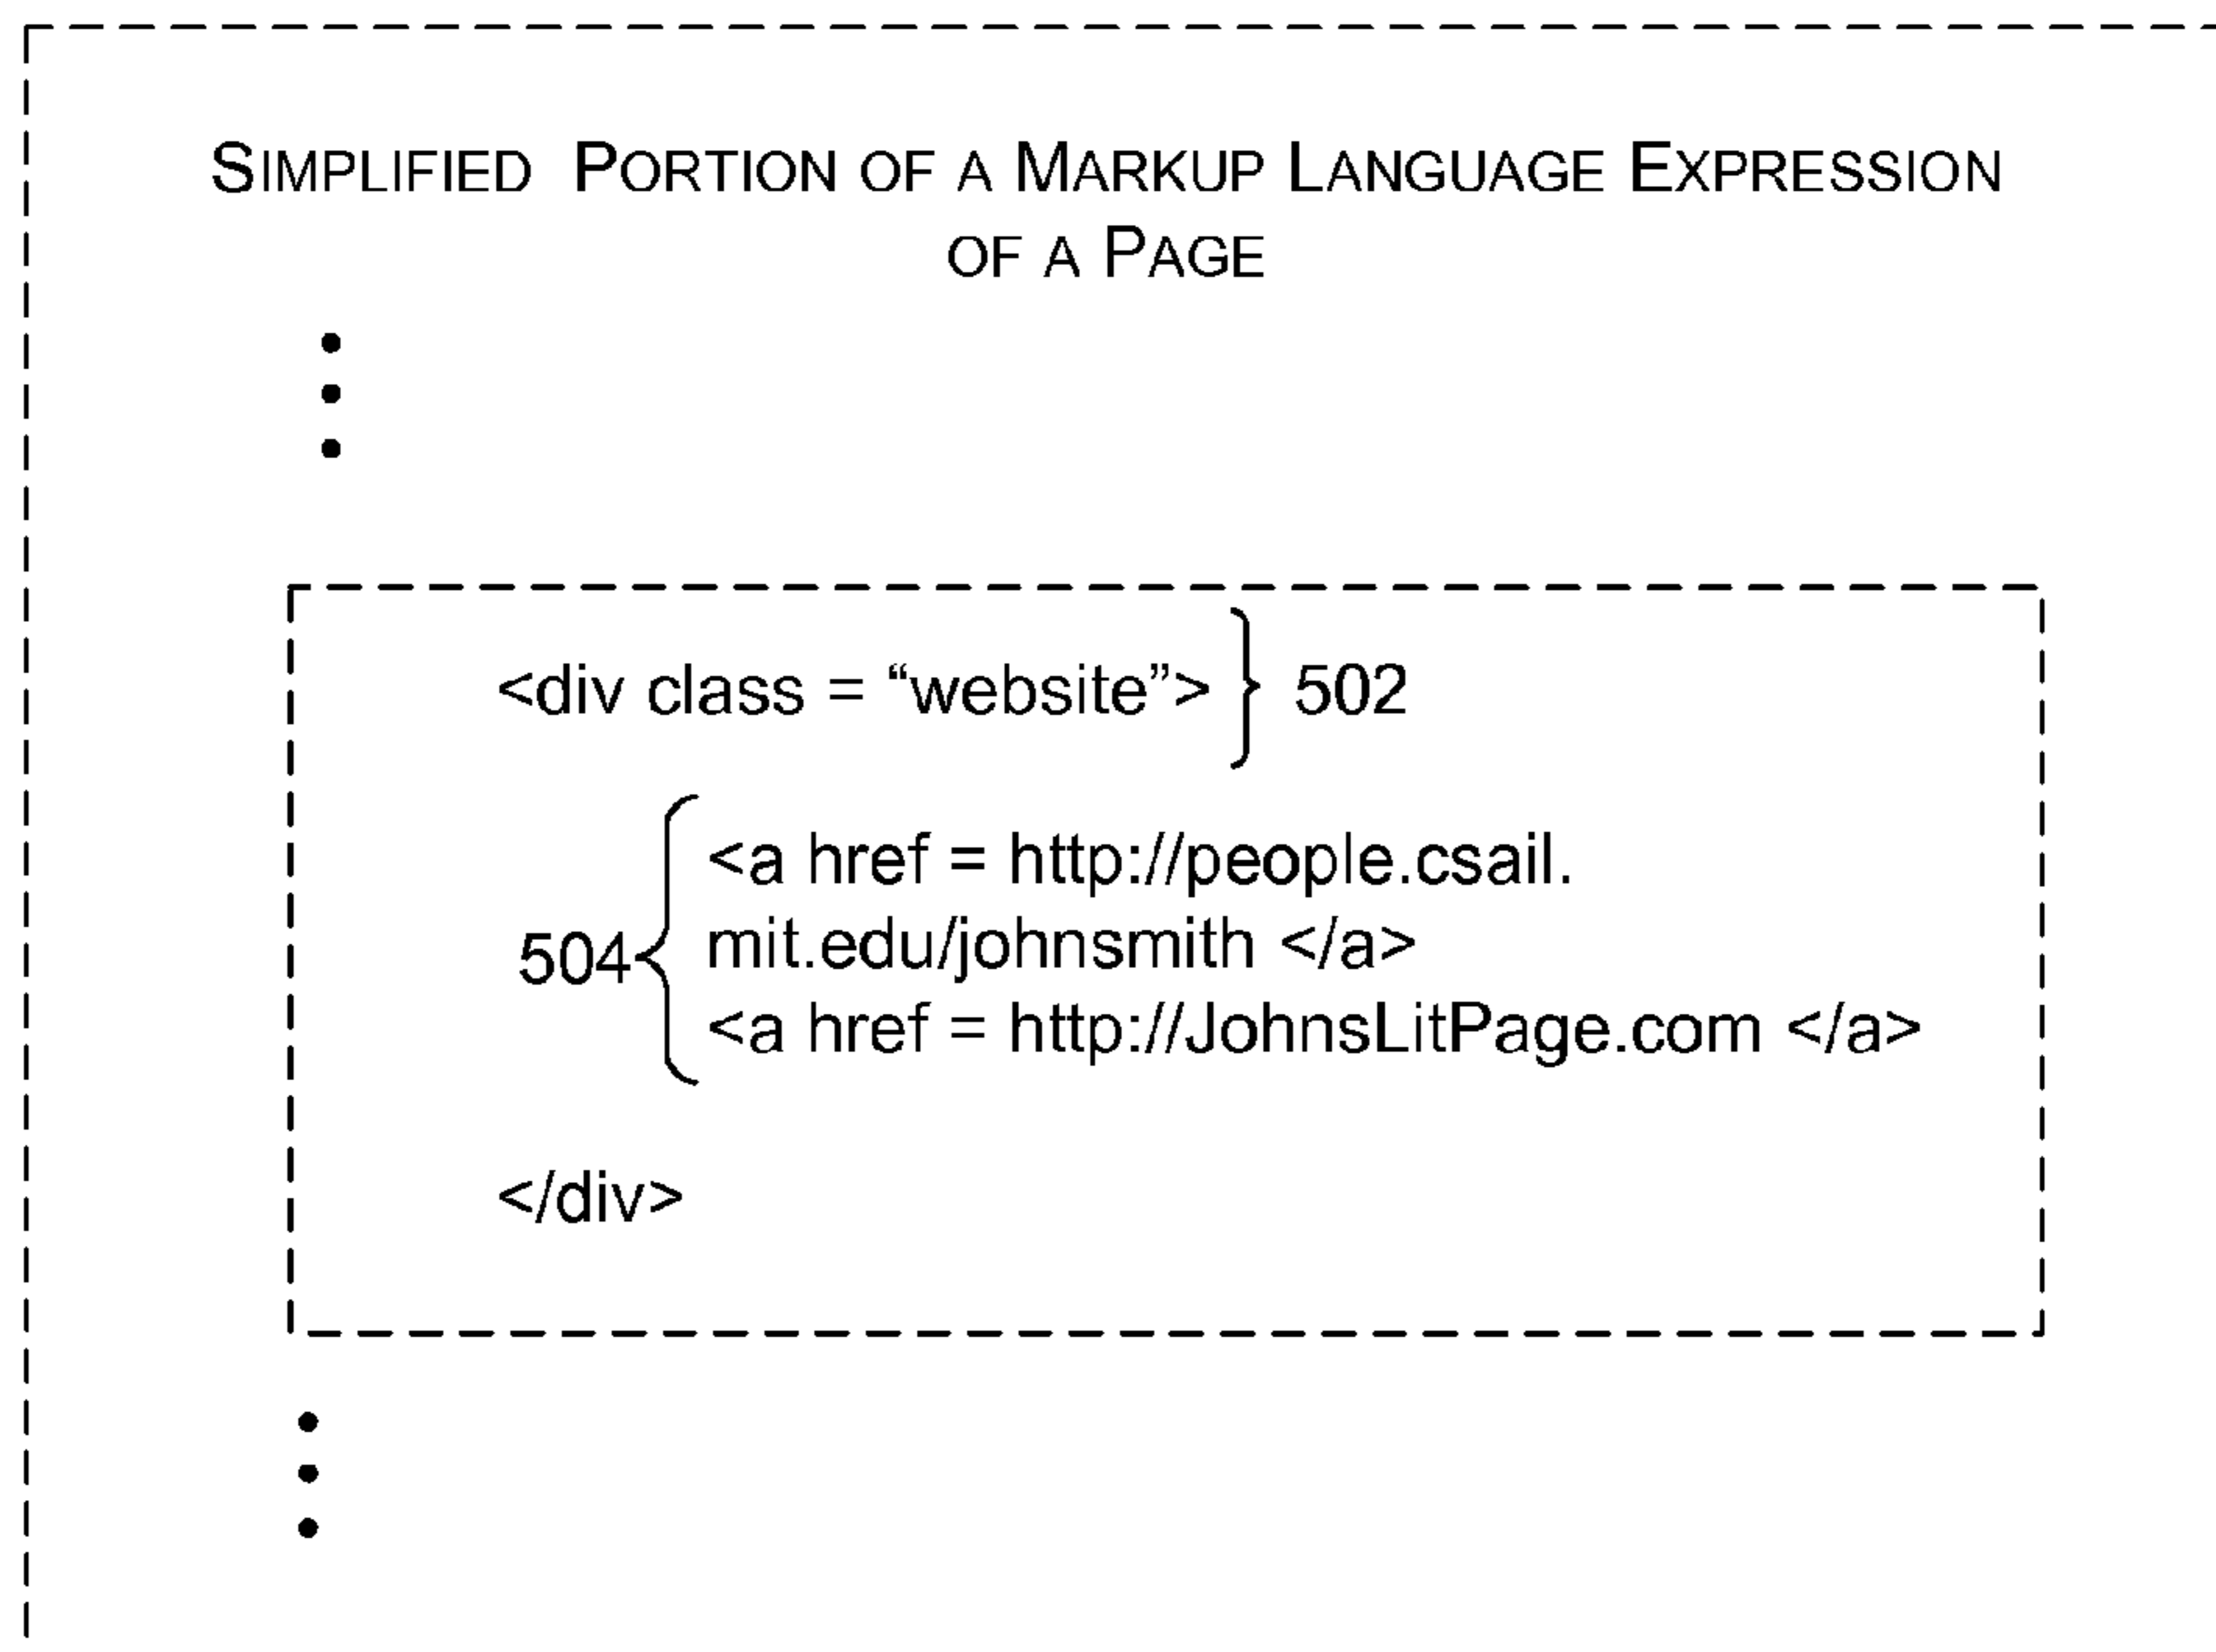 SIMPLIFIED PORTION OF A MARKUP LANGUAGE EXPRESSION
OF A PAGE
<div class = “website”> 502
<a href = http://people.csail.
504 mit.edu/johnsmith </a>
<a href = http://JohnsLitPage.com </a>
</div>